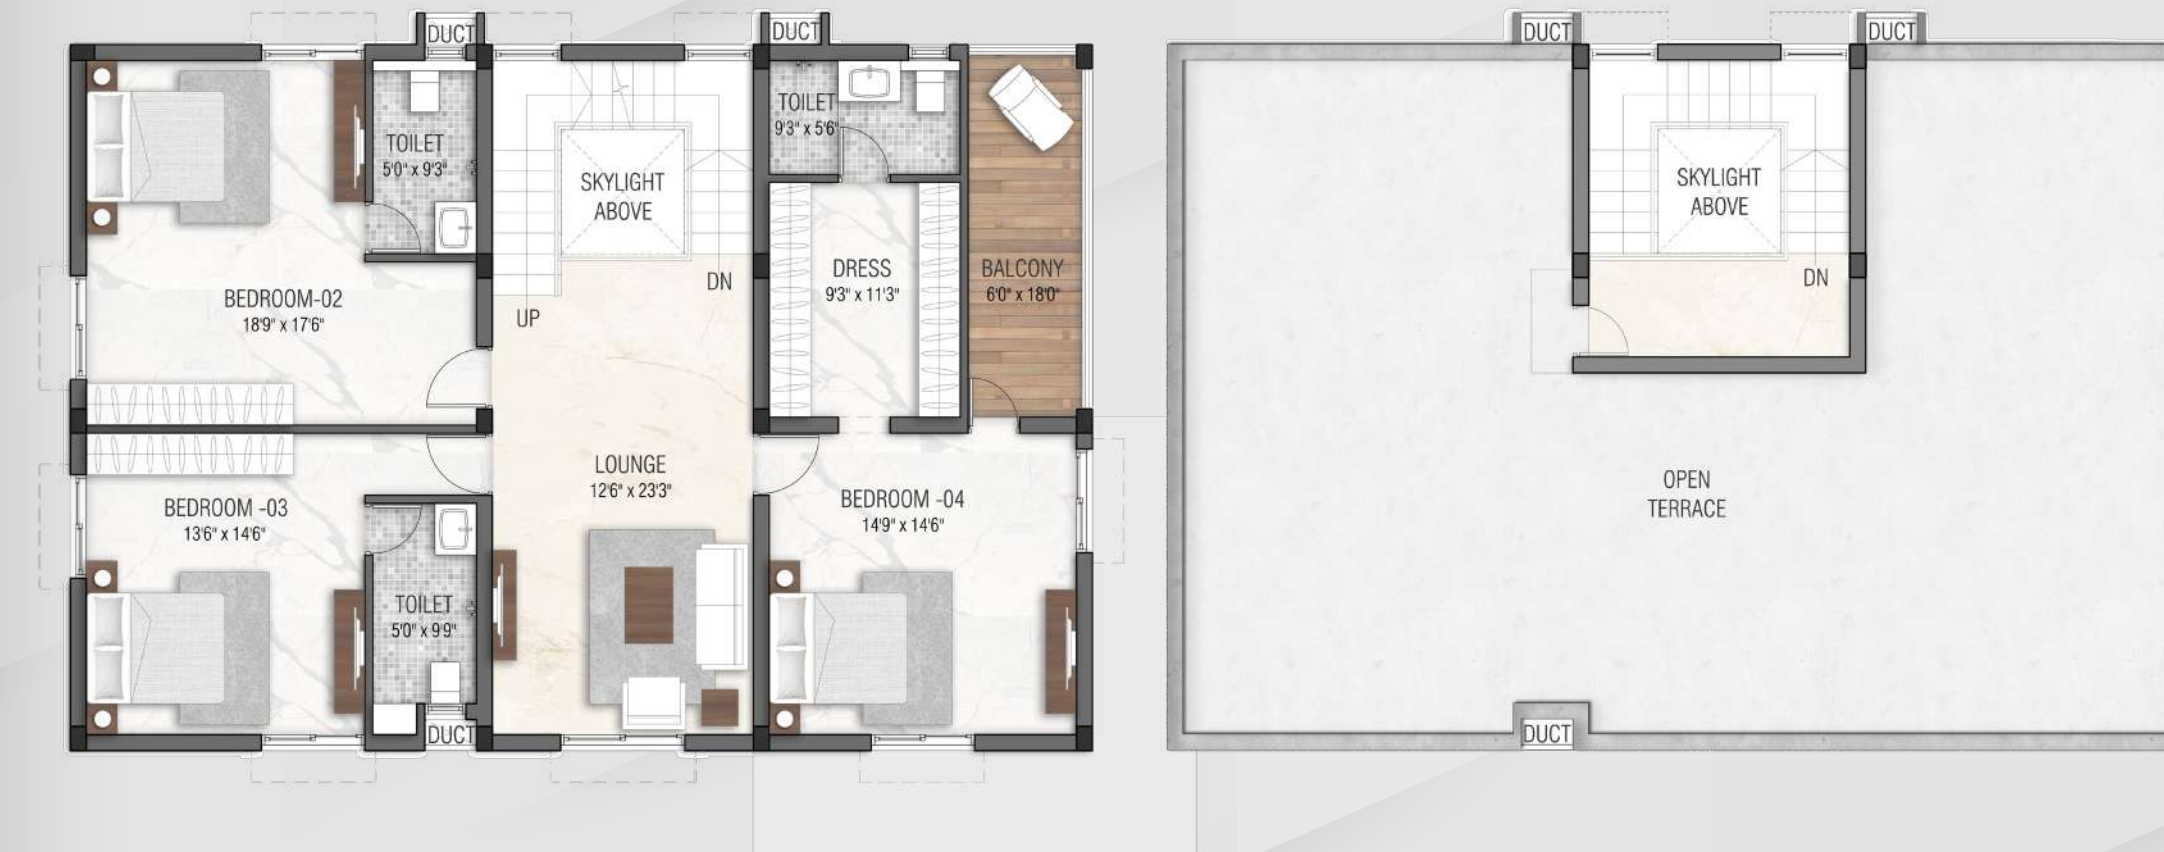 DUCT
DUCT
TOILET
5'0" x 9'3"
TOILET
9'3" x 5'6"
SKYLIGHT
ABOVE
DN
UP
BEDROOM-02
18'9" x 17'6"
DRESS
9'3" x 11'3"
BALCONY
6'0" x 18'0"
BEDROOM -03
13'6" x 14'6"
LOUNGE
12'6" x 23'3"
BEDROOM -04
14'9" x 14'6"
TOILET
5'0" x 9'9"
DUCT
DUCT
DUCT
SKYLIGHT
ABOVE
DN
OPEN
TERRACE
DUCT